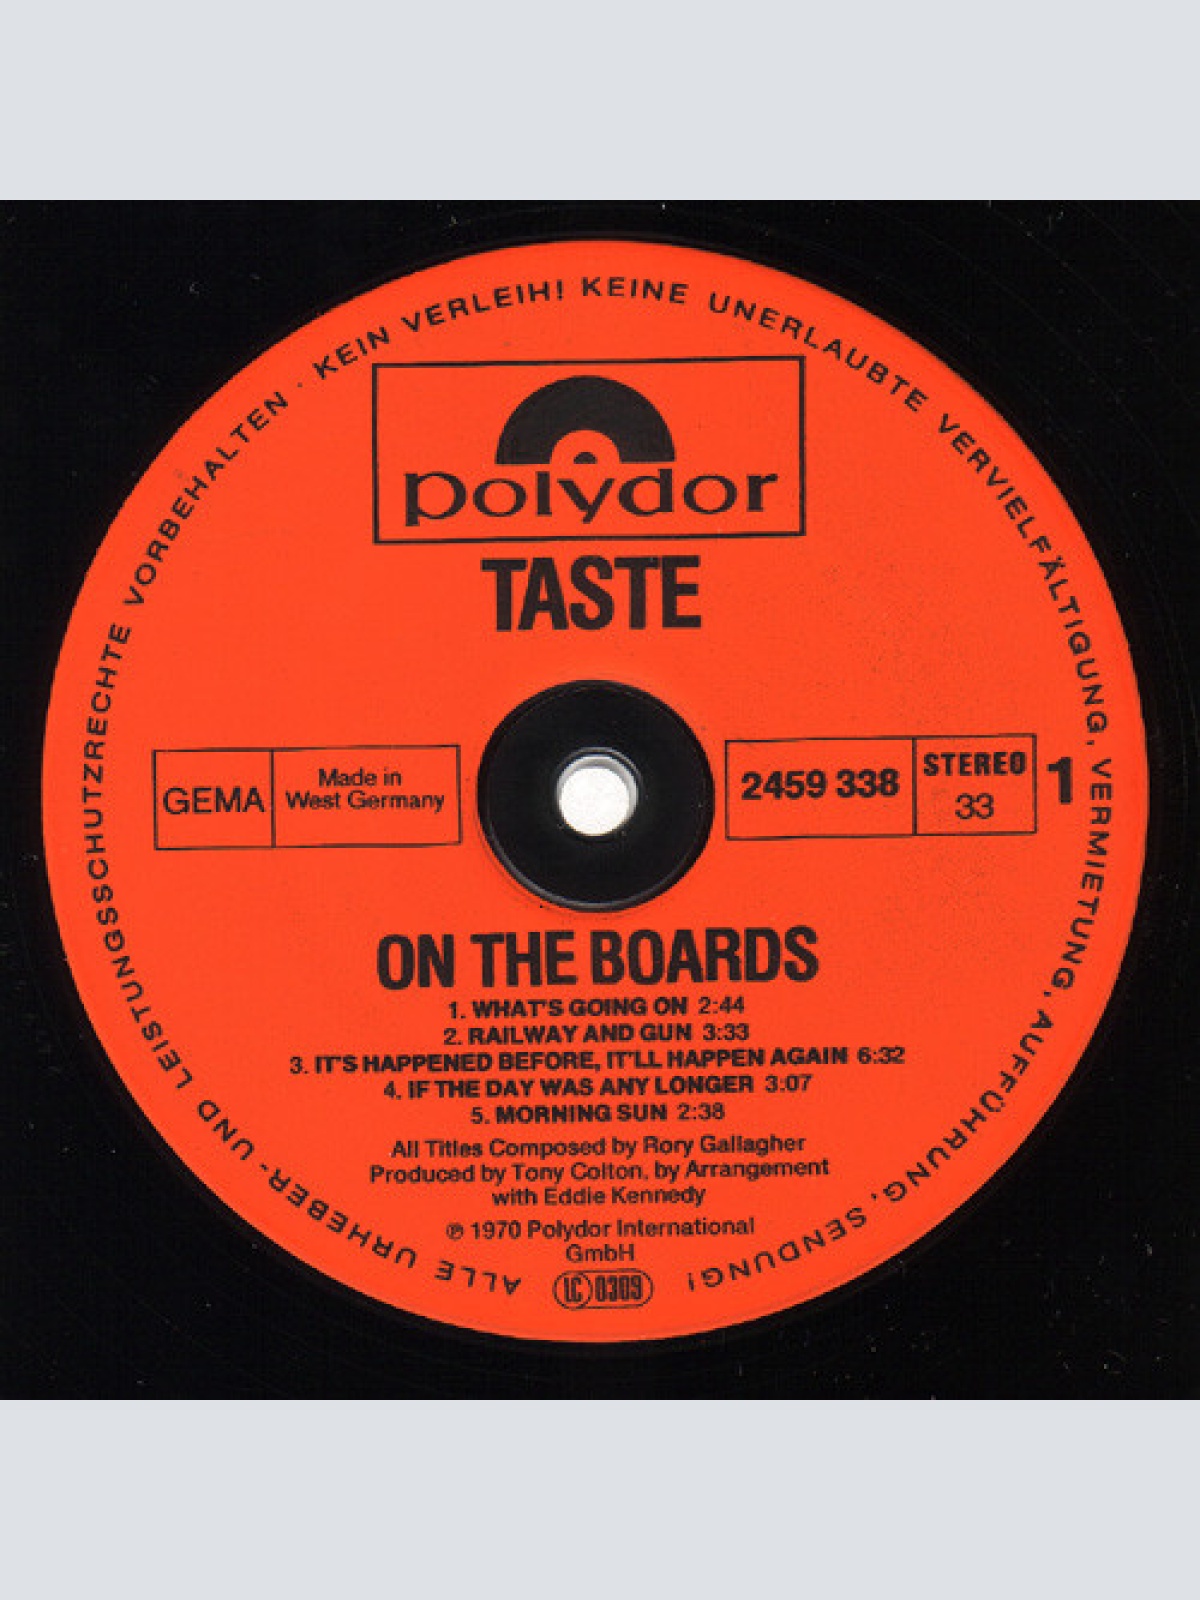 ALLE URHEBER- UND LEISTUNGSSCHUTZRECHTE VORBEHALTEN · KEIN VERLEIH! KEINE UNERLAUBTE VERVIELFÄLTIGUNG, VERMIETUNG, AUFFÜHRUNG, SENDUNG!
polydor
TASTE
GEMA
Made in
West Germany
2459 338
STEREO
33
1
ON THE BOARDS
1. WHAT'S GOING ON 2:44
2. RAILWAY AND GUN 3:33
3. IT'S HAPPENED BEFORE, IT'LL HAPPEN AGAIN 6:32
4. IF THE DAY WAS ANY LONGER 3:07
5. MORNING SUN 2:38
All Titles Composed by Rory Gallagher
Produced by Tony Colton, by Arrangement
with Eddie Kennedy
℗ 1970 Polydor International
GmbH
LC 0309